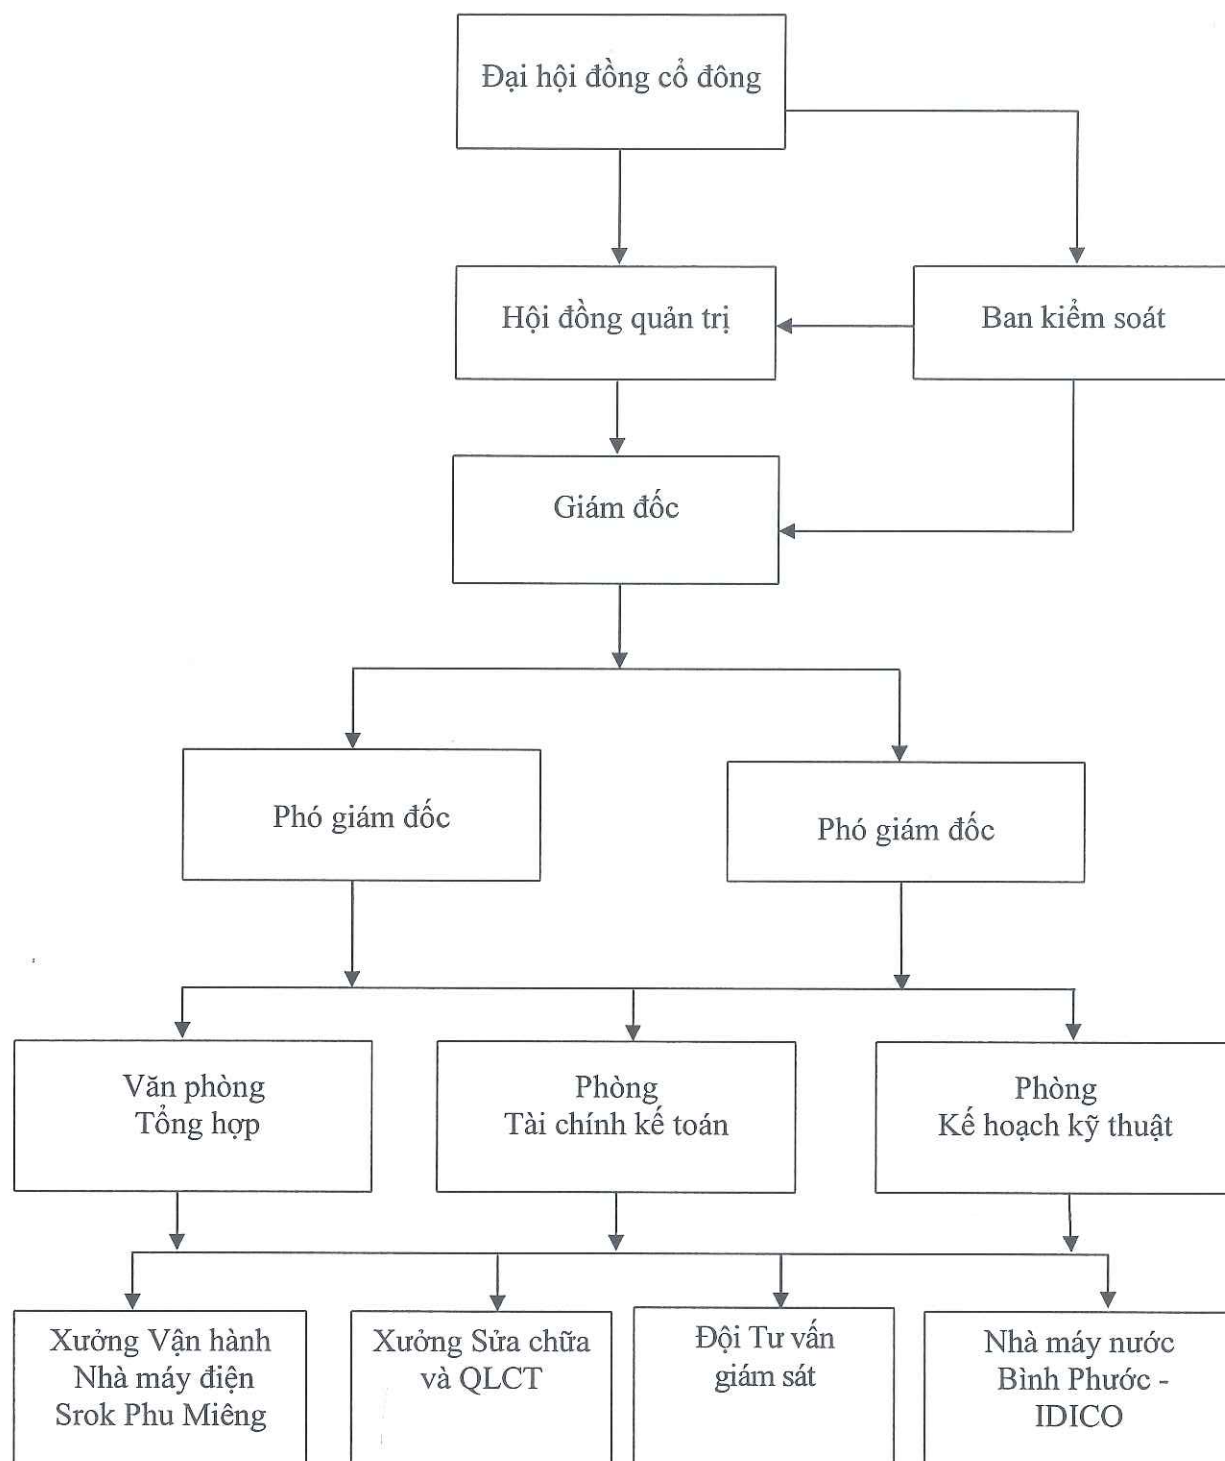 Đại hội đồng cổ đông
Hội đồng quản trị
Ban kiểm soát
Giám đốc
Phó giám đốc
Phó giám đốc
Văn phòng
Tổng hợp
Phòng
Tài chính kế toán
Phòng
Kế hoạch kỹ thuật
Xưởng Vận hành
Nhà máy điện
Srok Phu Miêng
Xưởng Sửa chữa
và QLCT
Đội Tư vấn
giám sát
Nhà máy nước
Bình Phước -
IDICO